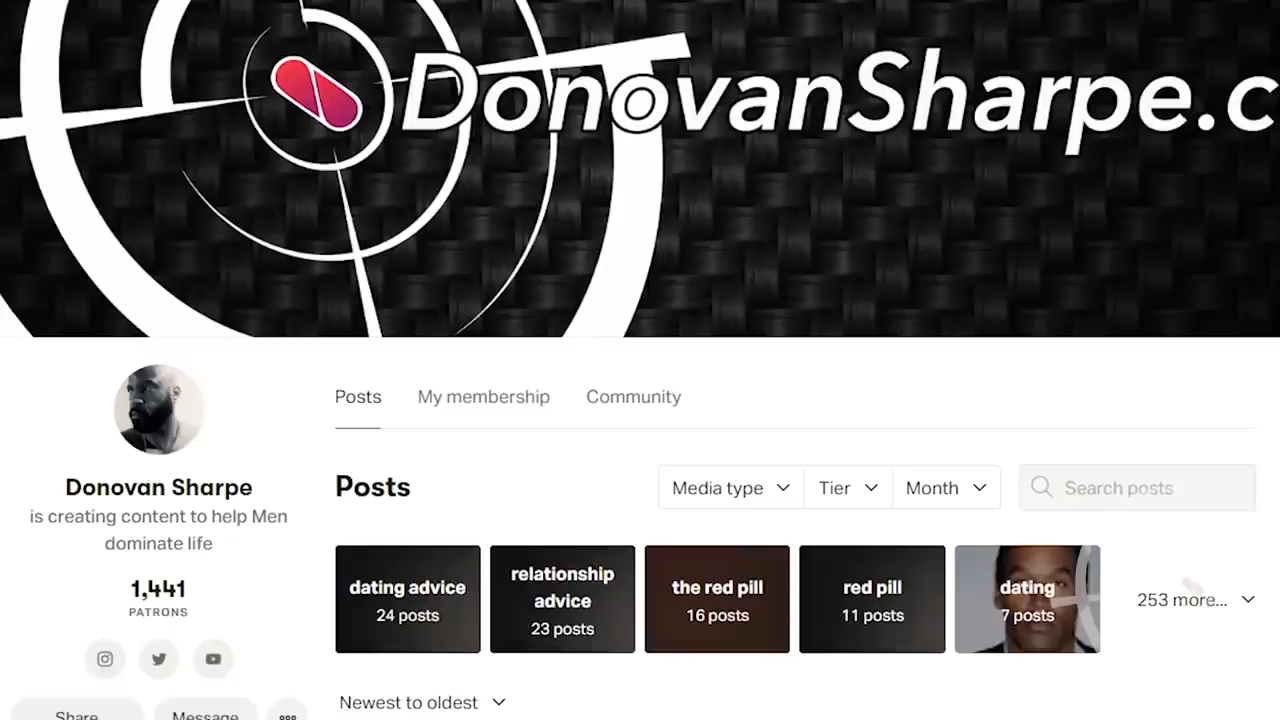 DonovanSharpe.c
Posts
My membership
Community
Donovan Sharpe
is creating content to help Men
dominate life
1,441
PATRONS
Share
Message
Posts
Media type
Tier
Month
Search posts
dating advice
24 posts
relationship
advice
23 posts
the red pill
16 posts
red pill
11 posts
dating
7 posts
253 more...
Newest to oldest